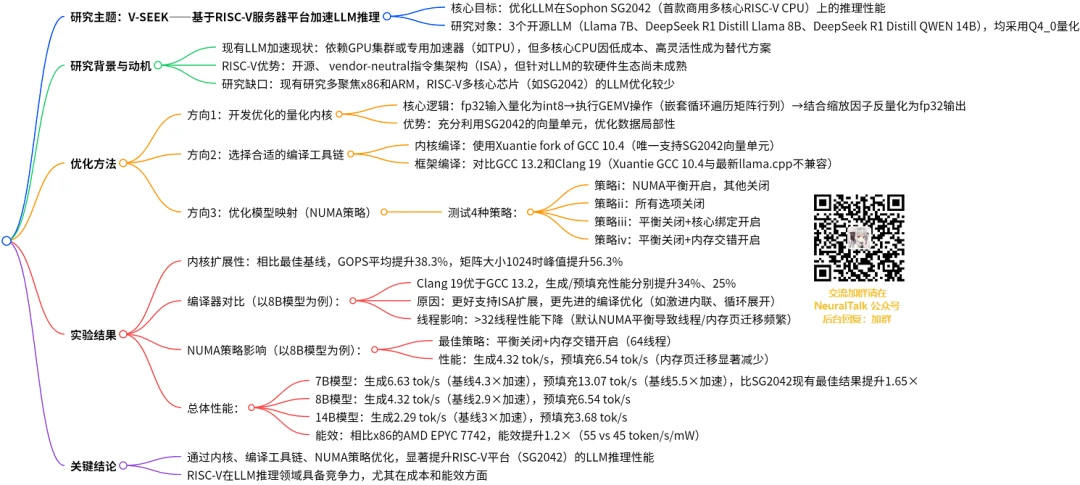 研究主题：V-SEEK——基于RISC-V服务器平台加速LLM推理
核心目标：优化LLM在Sophon SG2042（首款商用多核心RISC-V CPU）上的推理性能
研究对象：3个开源LLM（Llama 7B、DeepSeek R1 Distill Llama 8B、DeepSeek R1 Distill QWEN 14B），均采用Q4_0量化
研究背景与动机
现有LLM加速现状：依赖GPU集群或专用加速器（如TPU），但多核心CPU因低成本、高灵活性成为替代方案
RISC-V优势：开源、 vendor-neutral指令集架构（ISA），但针对LLM的软硬件生态尚未成熟
研究缺口：现有研究多聚焦x86和ARM，RISC-V多核心芯片（如SG2042）的LLM优化较少
优化方法
方向1：开发优化的量化内核
核心逻辑：fp32输入量化为int8→执行GEMV操作（嵌套循环遍历矩阵行列）→结合缩放因子反量化为fp32输出
优势：充分利用SG2042的向量单元，优化数据局部性
方向2：选择合适的编译工具链
内核编译：使用Xuantie fork of GCC 10.4（唯一支持SG2042向量单元）
框架编译：对比GCC 13.2和Clang 19（Xuantie GCC 10.4与最新llama.cpp不兼容）
方向3：优化模型映射（NUMA策略）
测试4种策略：
策略i：NUMA平衡开启，其他关闭
策略ii：所有选项关闭
策略iii：平衡关闭+核心绑定开启
策略iv：平衡关闭+内存交错开启
实验结果
内核扩展性：相比最佳基线，GOPS平均提升38.3%，矩阵大小1024时峰值提升56.3%
编译器对比（以8B模型为例）：
Clang 19优于GCC 13.2，生成/预填充性能分别提升34%、25%
原因：更好支持ISA扩展，更先进的编译优化（如激进内联、循环展开）
线程影响：>32线程性能下降（默认NUMA平衡导致线程/内存页迁移频繁）
NUMA策略影响（以8B模型为例）：
最佳策略：平衡关闭+内存交错开启（64线程）
性能：生成4.32 tok/s，预填充6.54 tok/s（内存页迁移显著减少）
总体性能：
7B模型：生成6.63 tok/s（基线4.3×加速），预填充13.07 tok/s（基线5.5×加速），比SG2042现有最佳结果提升1.65×
8B模型：生成4.32 tok/s（基线2.9×加速），预填充6.54 tok/s
14B模型：生成2.29 tok/s（基线3×加速），预填充3.68 tok/s
能效：相比x86的AMD EPYC 7742，能效提升1.2×（55 vs 45 token/s/mW）
关键结论
通过内核、编译工具链、NUMA策略优化，显著提升RISC-V平台（SG2042）的LLM推理性能
RISC-V在LLM推理领域具备竞争力，尤其在成本和能效方面
交流加群请在
NeuralTalk 公众号
后台回复：加群